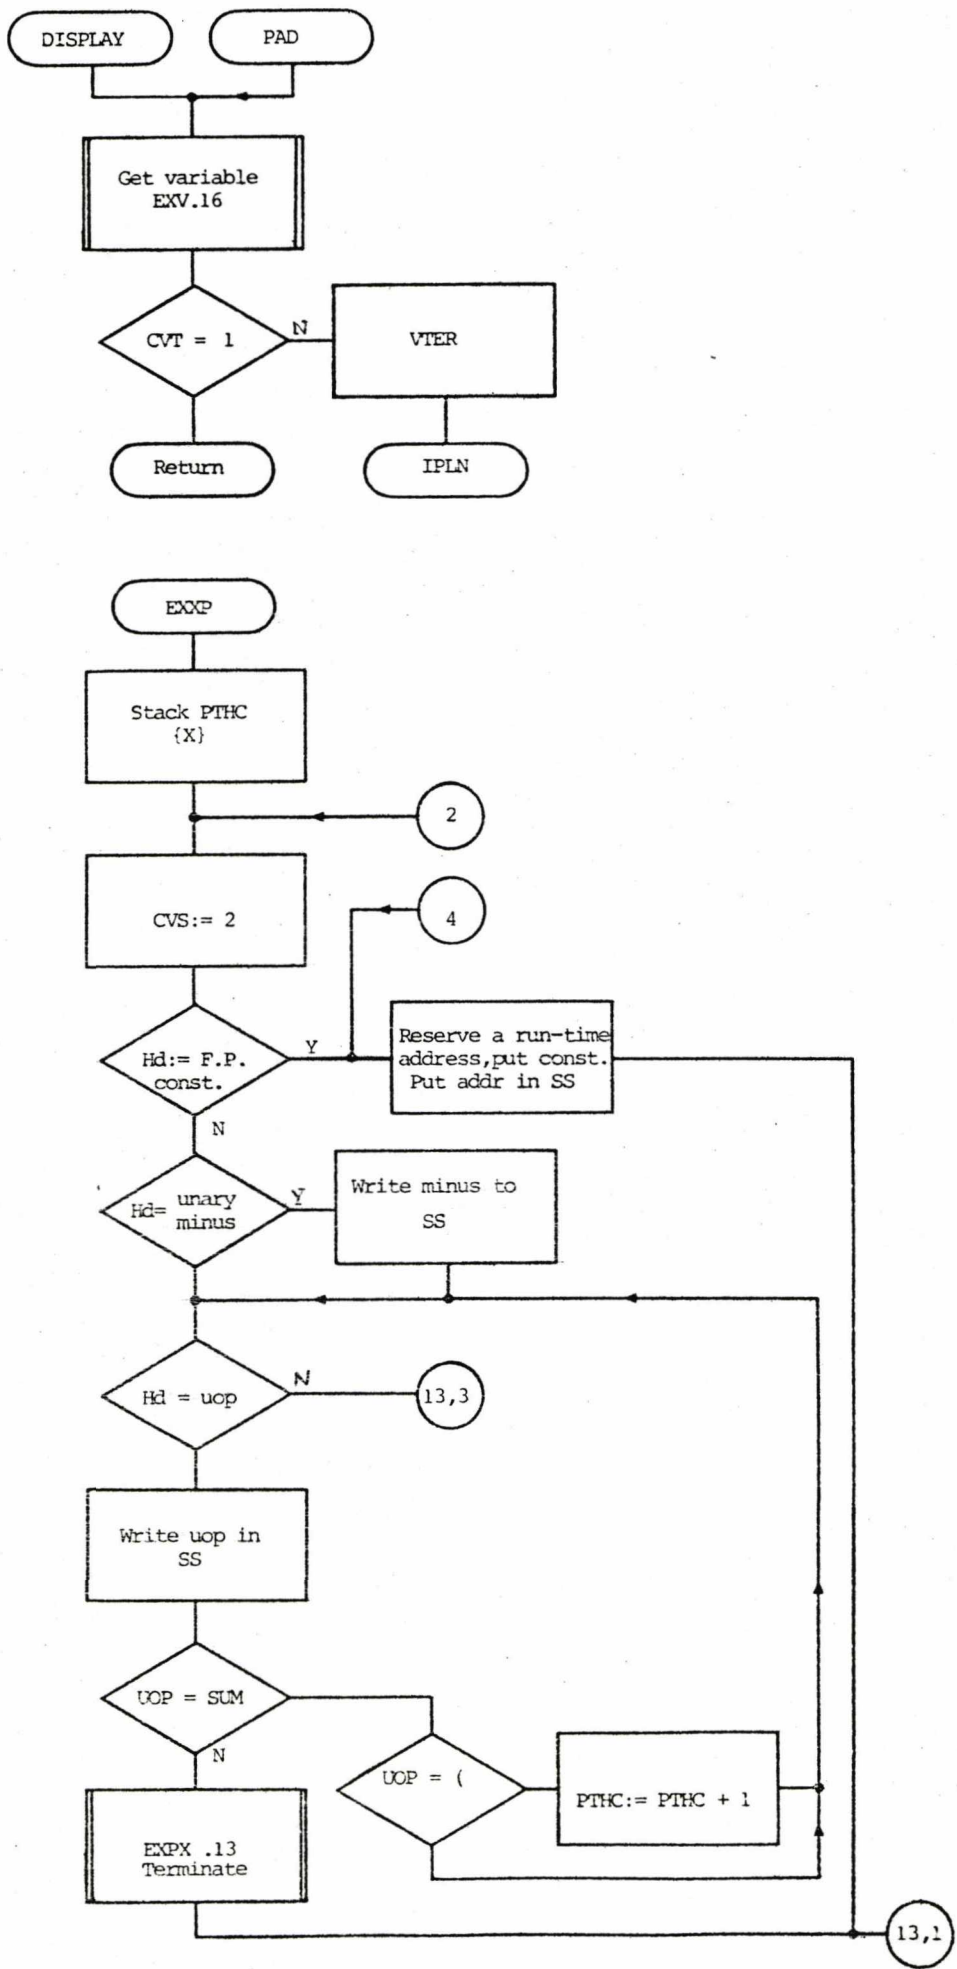 DISPLAY
PAD
Get variable
EXV.16
CVT = 1
N
VTER
Return
IPLN
EXXP
Stack PTHC
{X}
2
CVS:= 2
4
Hd:= F.P.
const.
Y
Reserve a run-time
address,put const.
Put addr in SS
N
Hd= unary
minus
Y
Write minus to
SS
Hd = uop
N
13,3
Write uop in
SS
UOP = SUM
N
UOP = (
PTHC:= PTHC + 1
EXPX .13
Terminate
13,1